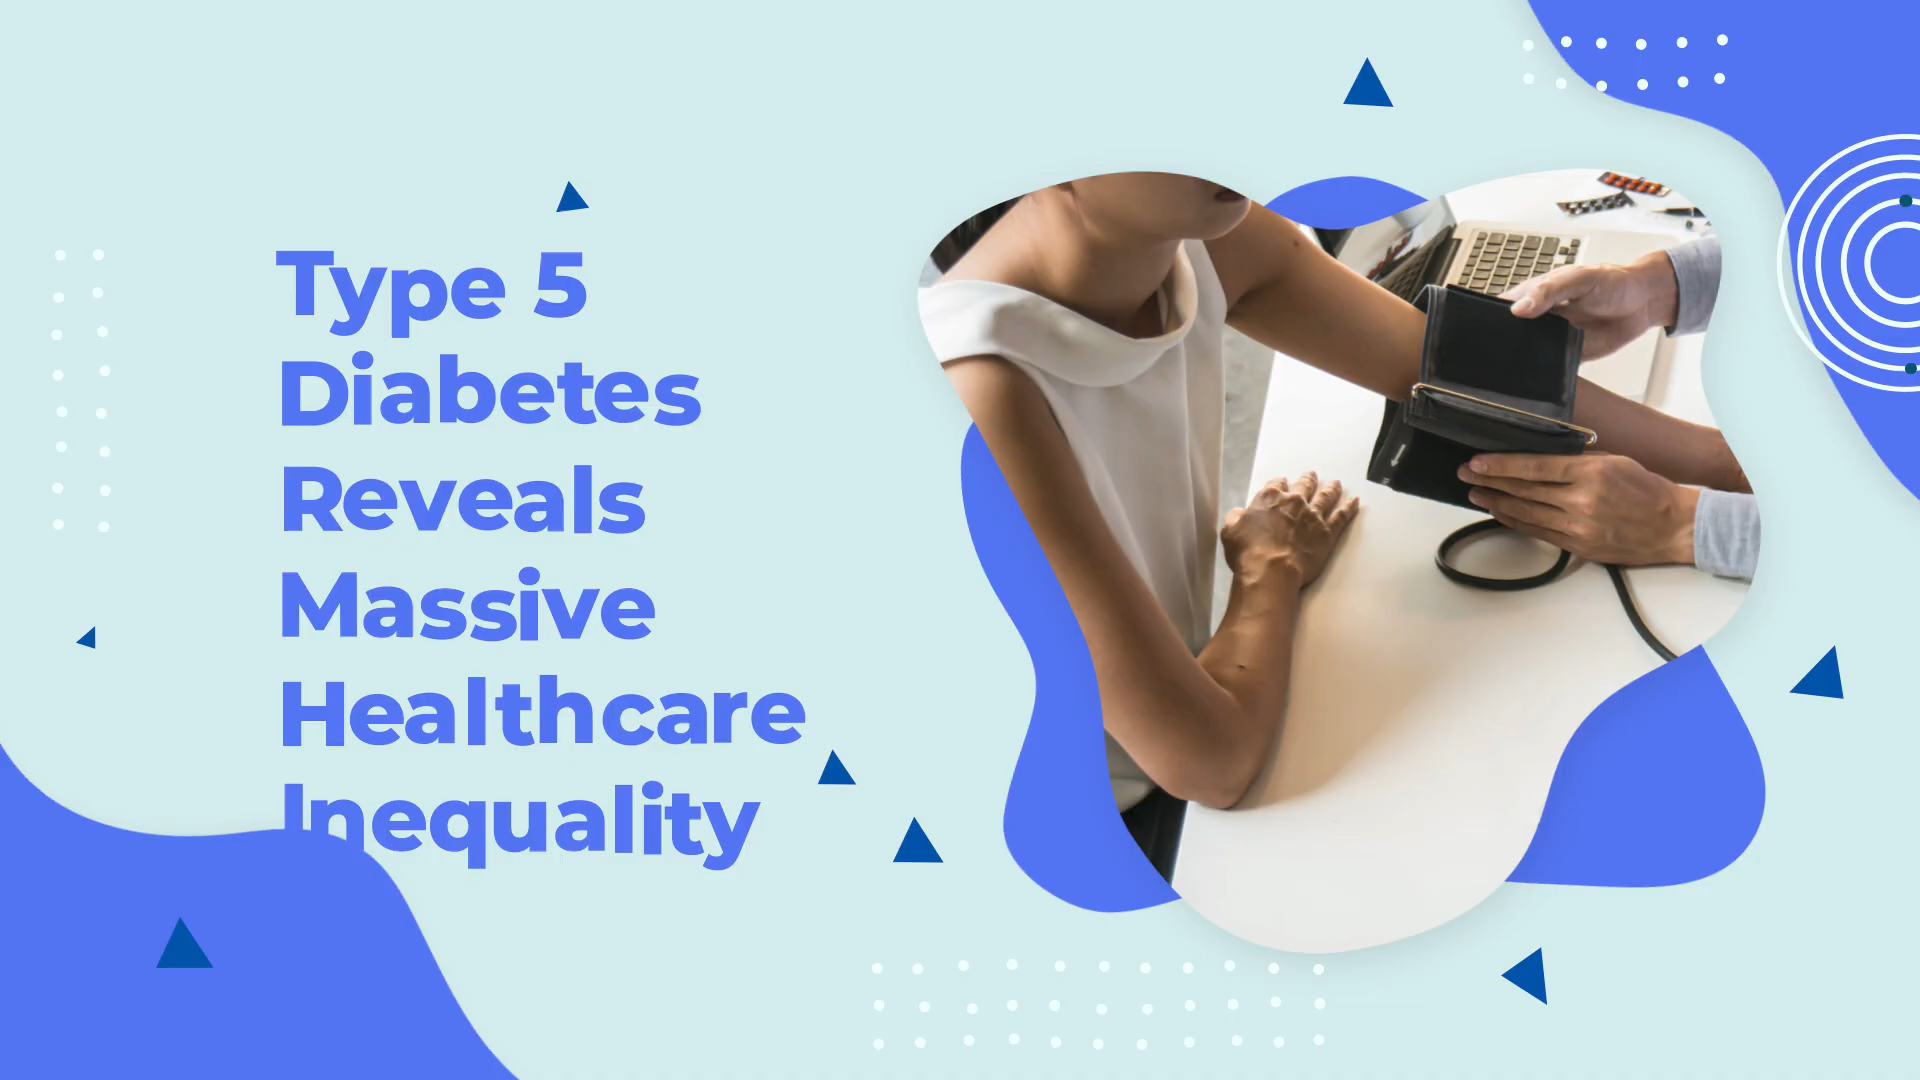 Type 5
Diabetes
Reveals
Massive
Healthcare
Inequality